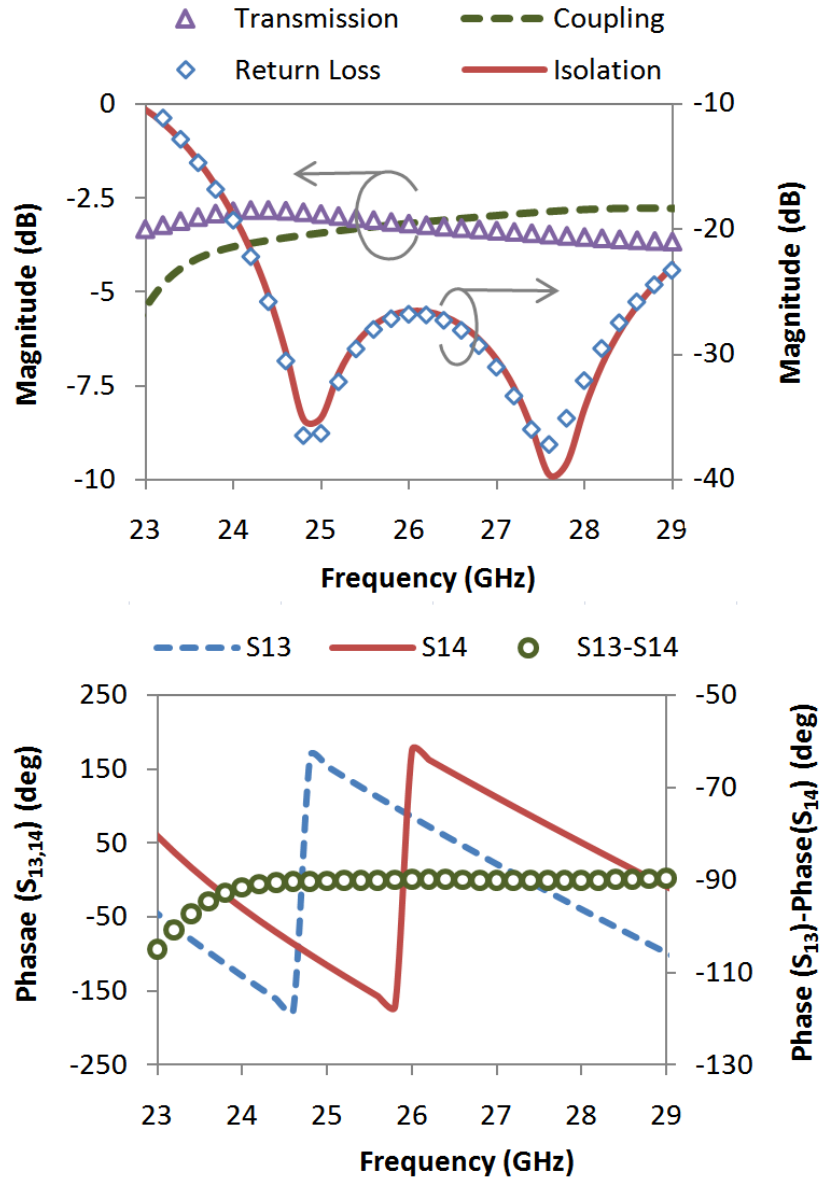 Transmission Coupling
Return Loss Isolation
0 -10
-2.5 -20
-5 -30
-7.5
-10 -40
23 24 25 26 27 28 29
Magnitude (dB)
Magnitude (dB)
Frequency (GHz)
S13 S14 S13-S14
250 -50
150 -70
50 -90
-50 -110
-150
-250 -130
23 24 25 26 27 28 29
Phasae (S13,14) (deg)
Phase (S13)-Phase(S14) (deg)
Frequency (GHz)